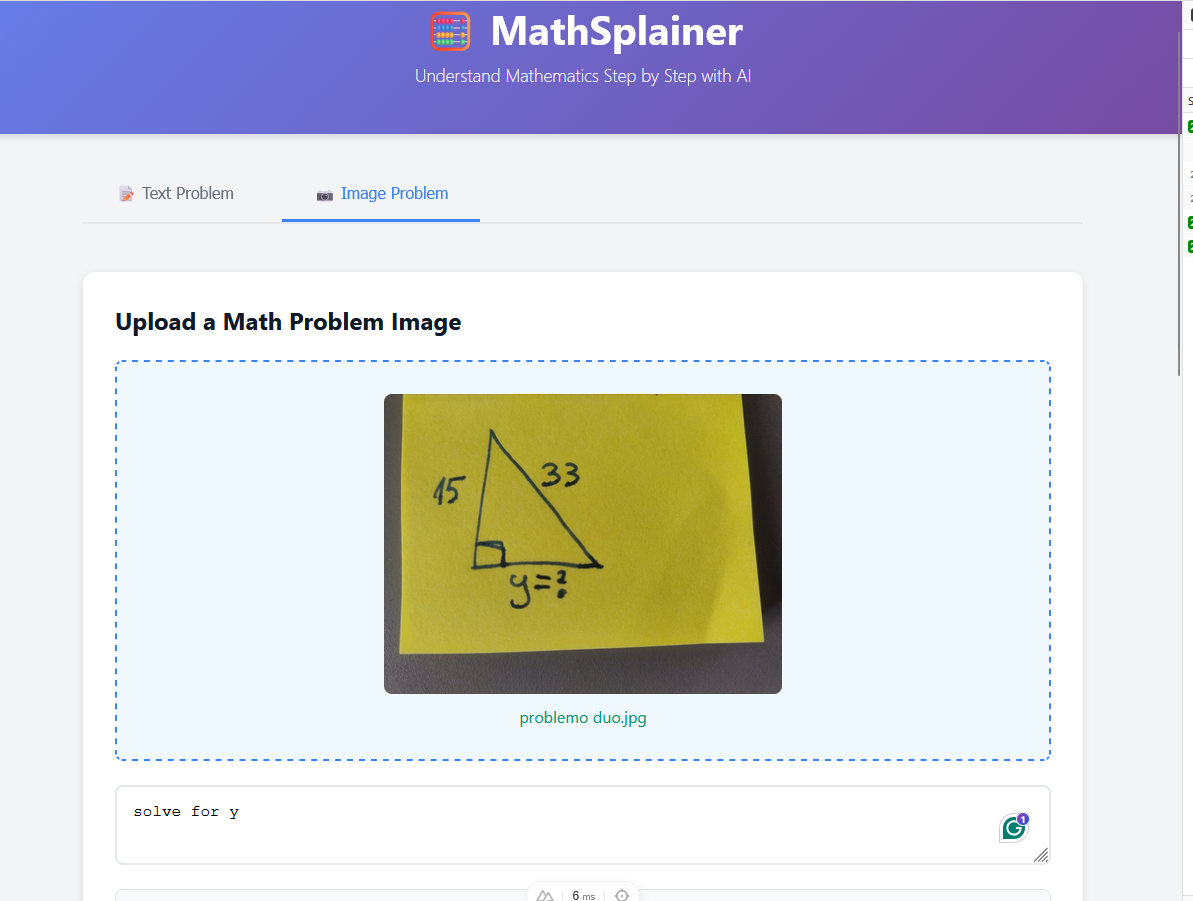 MathSplainer
Understand Mathematics Step by Step with AI
Text Problem
Image Problem
Upload a Math Problem Image
15
33
y=?
problemo duo.jpg
solve for y
1
6 ms